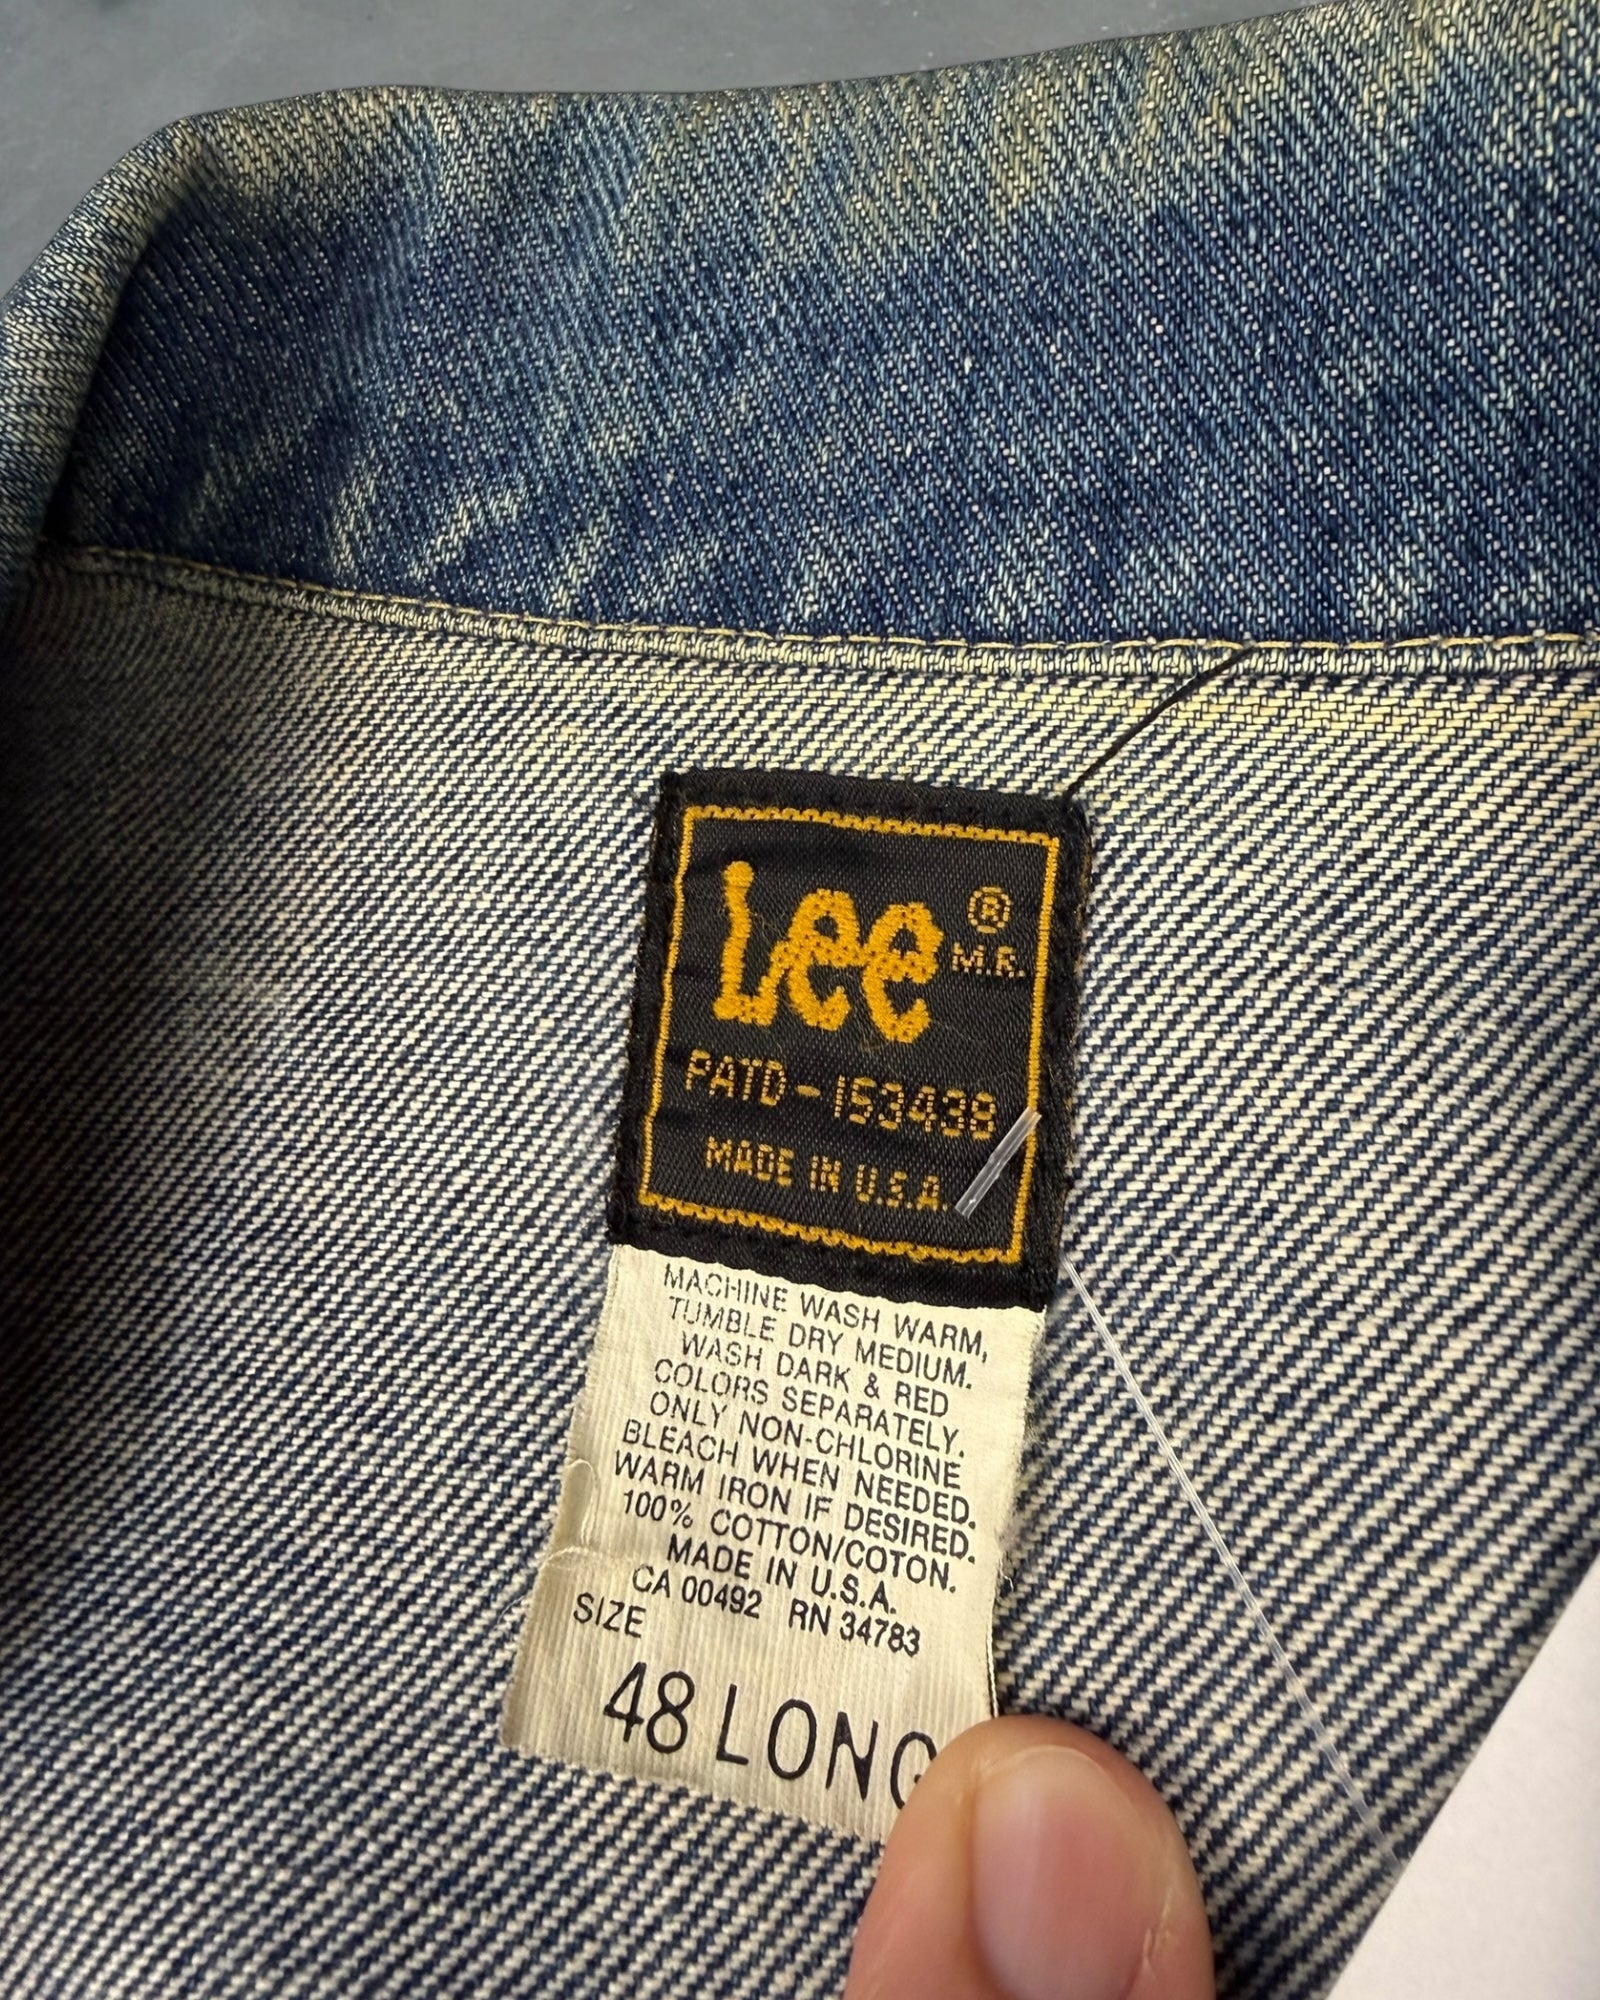 Lee ®
M.R.
PATD-153438
MADE IN U.S.A.
MACHINE WASH WARM,
TUMBLE DRY MEDIUM.
WASH DARK & RED
COLORS SEPARATELY.
ONLY NON-CHLORINE
BLEACH WHEN NEEDED.
WARM IRON IF DESIRED.
100% COTTON/COTON.
MADE IN U.S.A.
CA 00492 RN 34783
SIZE
48 LONG